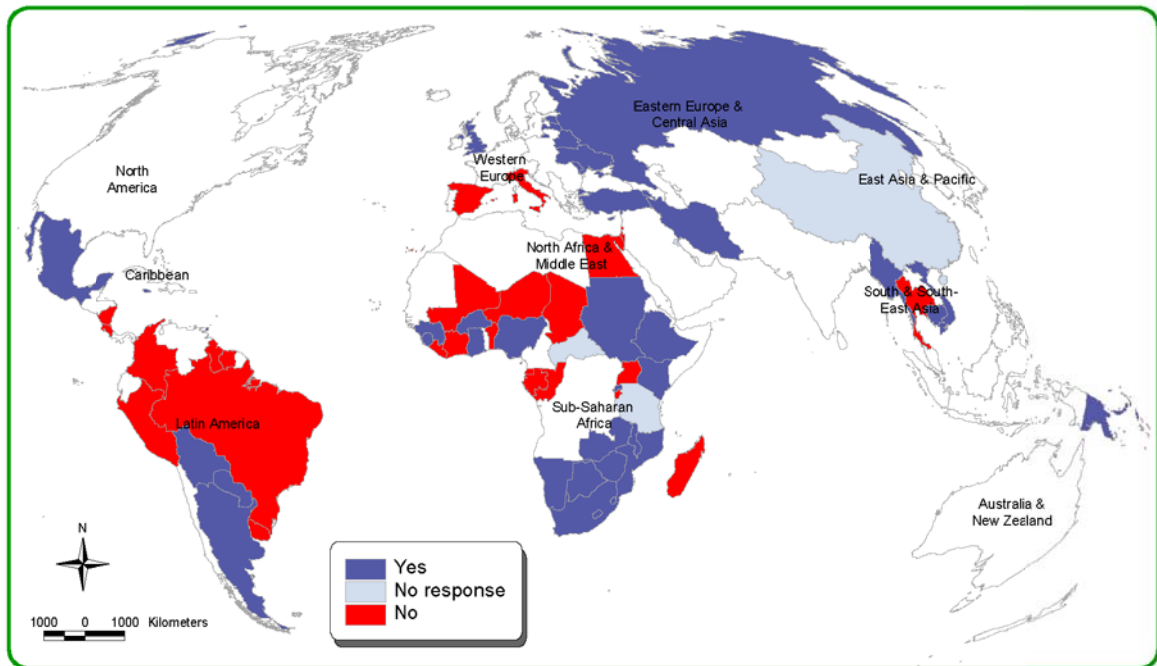 Eastern Europe &
Central Asia
Western
Europe
North
America
East Asia & Pacific
North Africa &
Middle East
Caribbean
South & South-
East Asia
Latin America
Sub-Saharan
Africa
Australia &
New Zealand
N
1000 0 1000 Kilometers
Yes
No response
No